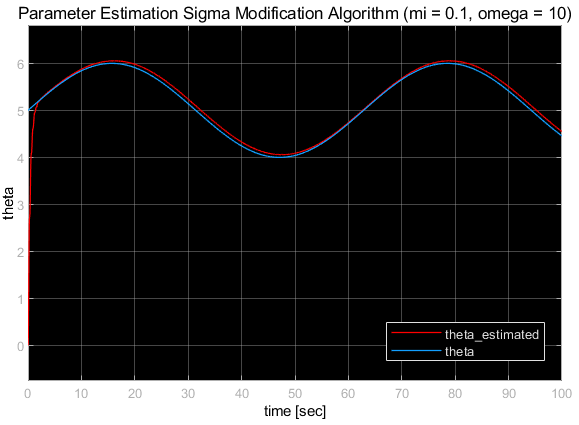 Parameter Estimation Sigma Modification Algorithm (mi = 0.1, omega = 10)
6
5
4
3
2
1
0
theta
theta_estimated
theta
0 10 20 30 40 50 60 70 80 90 100
time [sec]